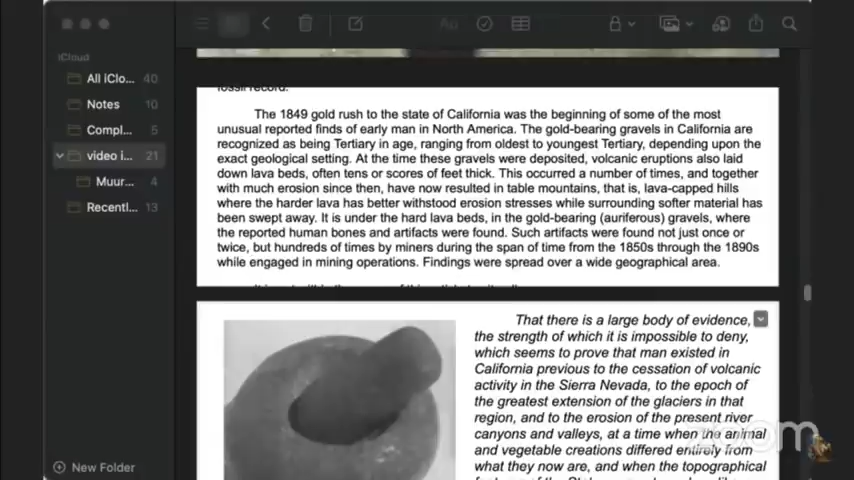 iCloud
All iClo... 40
Notes 10
Compl... 5
video i... 21
Muur... 4
Recentl... 13
New Folder
Aa
fossil record.
The 1849 gold rush to the state of California was the beginning of some of the most
unusual reported finds of early man in North America. The gold-bearing gravels in California are
recognized as being Tertiary in age, ranging from oldest to youngest Tertiary, depending upon the
exact geological setting. At the time these gravels were deposited, volcanic eruptions also laid
down lava beds, often tens or scores of feet thick. This occurred a number of times, and together
with much erosion since then, have now resulted in table mountains, that is, lava-capped hills
where the harder lava has better withstood erosion stresses while surrounding softer material has
been swept away. It is under the hard lava beds, in the gold-bearing (auriferous) gravels, where
the reported human bones and artifacts were found. Such artifacts were found not just once or
twice, but hundreds of times by miners during the span of time from the 1850s through the 1890s
while engaged in mining operations. Findings were spread over a wide geographical area.
That there is a large body of evidence,
the strength of which it is impossible to deny,
which seems to prove that man existed in
California previous to the cessation of volcanic
activity in the Sierra Nevada, to the epoch of
the greatest extension of the glaciers in that
region, and to the erosion of the present river
canyons and valleys, at a time when the animal
and vegetable creations differed entirely from
what they now are, and when the topographical
zoom